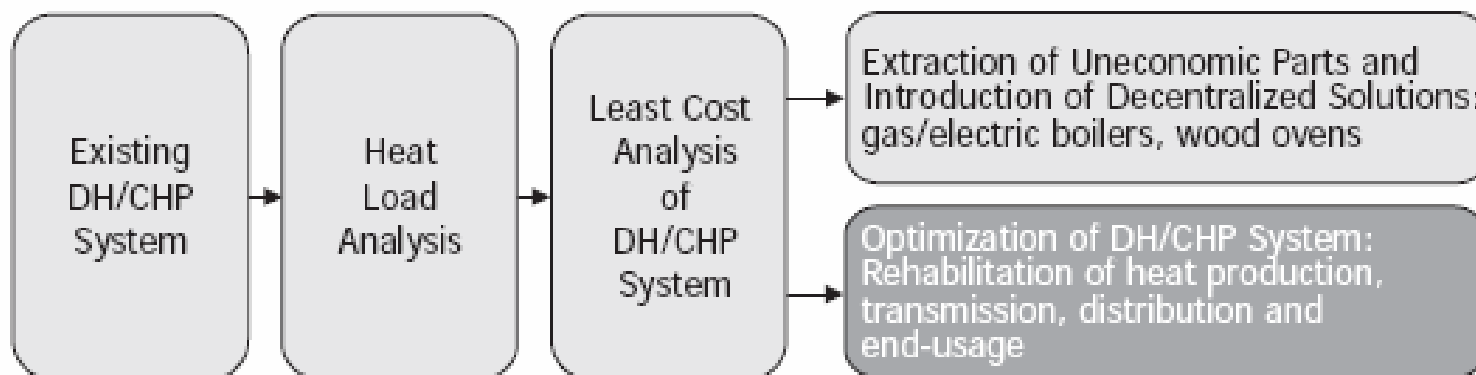 Existing
DH/CHP
System
Heat
Load
Analysis
Least Cost
Analysis
of
DH/CHP
System
Extraction of Uneconomic Parts and
Introduction of Decentralized Solutions:
gas/electric boilers, wood ovens
Optimization of DH/CHP System:
Rehabilitation of heat production,
transmission, distribution and
end-usage